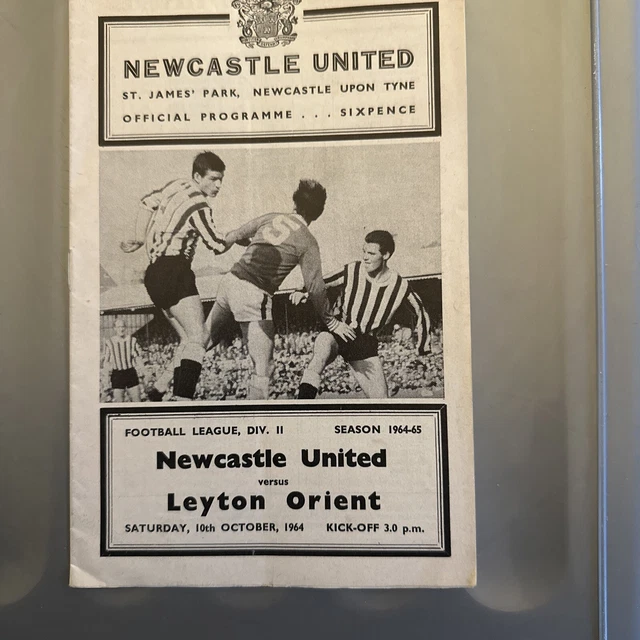 NEWCASTLE UNITED
ST. JAMES' PARK, NEWCASTLE UPON TYNE
OFFICIAL PROGRAMME . . . SIXPENCE
5
FOOTBALL LEAGUE, DIV. II SEASON 1964-65
Newcastle United
versus
Leyton Orient
SATURDAY, 10th OCTOBER, 1964 KICK-OFF 3.0 p.m.